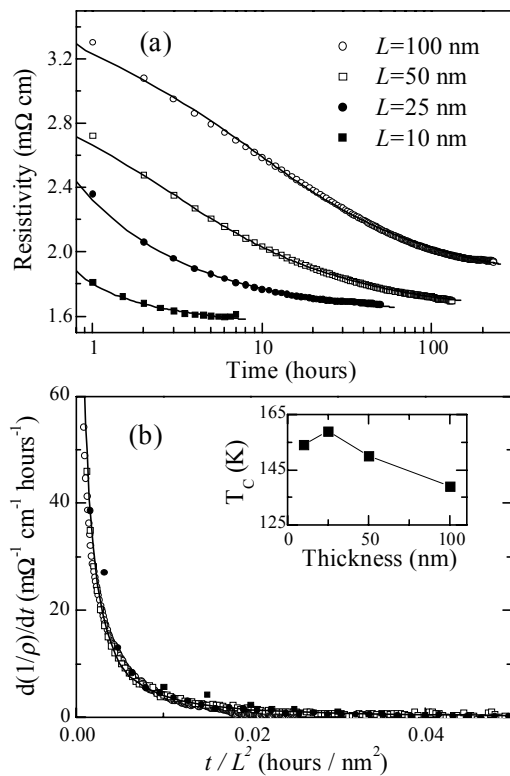 (a)
L=100 nm
L=50 nm
L=25 nm
L=10 nm
3.2
2.8
2.4
2.0
1.6
Resistivity (mΩ cm)
1 10 100
Time (hours)
(b)
60
40
20
0
d(1/ρ)/dt (mΩ⁻¹ cm⁻¹ hours⁻¹)
175
150
125
T_C (K)
0 50 100
Thickness (nm)
0.00 0.02 0.04
t / L² (hours / nm²)